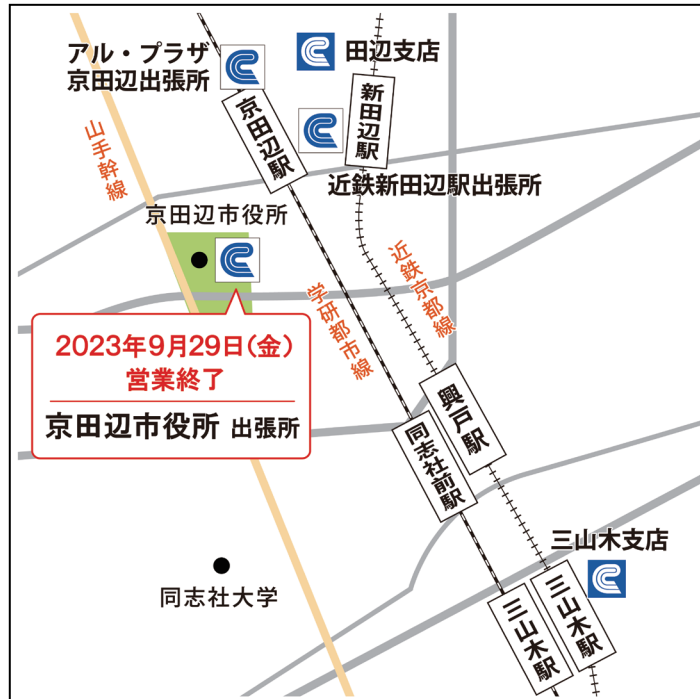 アル・プラザ
京田辺出張所
田辺支店
京田辺駅
新田辺駅
近鉄新田辺駅出張所
山手幹線
京田辺市役所
学研都市線
近鉄京都線
2023年9月29日(金)
営業終了
京田辺市役所 出張所
興戸駅
同志社前駅
三山木支店
同志社大学
三山木駅
三山木駅